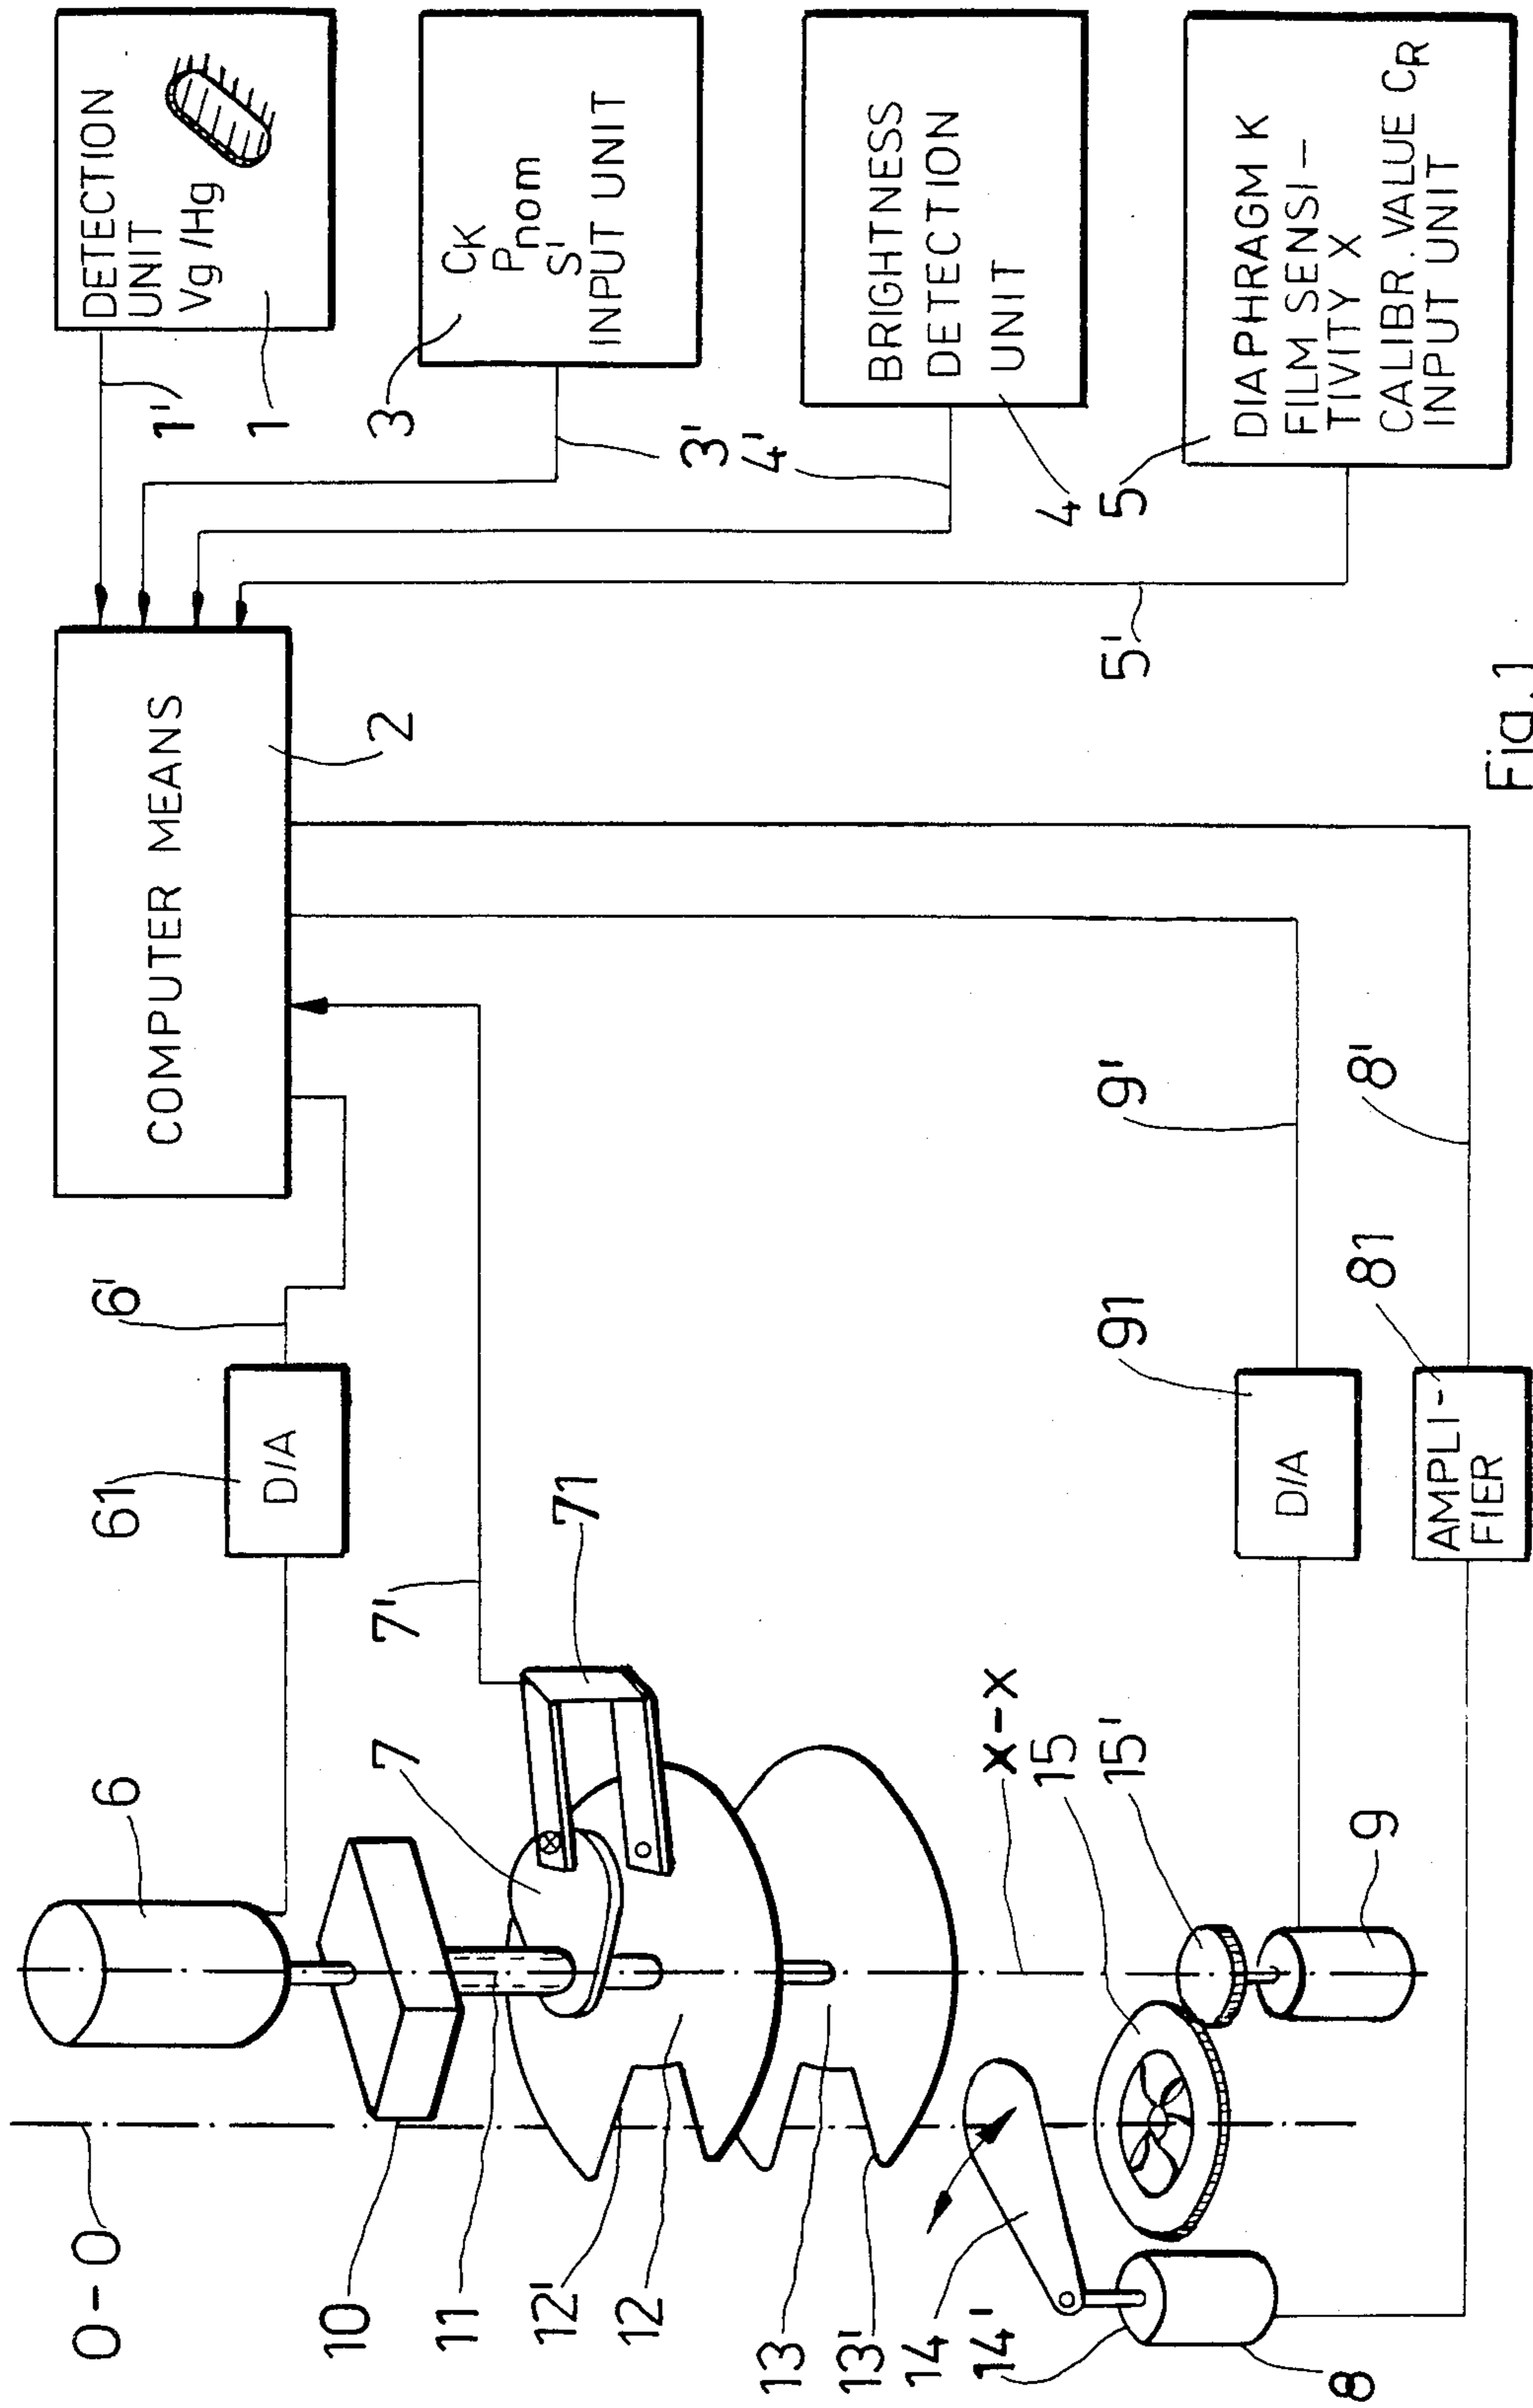 DETECTION
UNIT
Vg/Hg
1
1'
CK
Pnom
S'
INPUT UNIT
3
3'
BRIGHTNESS
DETECTION
UNIT
4
4'
DIAPHRAGM K
FILM SENSI-
TIVITY X
CALIBR. VALUE CR
INPUT UNIT
5
5'
COMPUTER MEANS
2
6'
61
D/A
6
7'
71
7
9'
91
D/A
8'
81
AMPLI-
FIER
X-X
15
15'
9
O-O
10
11
12'
12
13
13'
14
14'
8
Fig.1